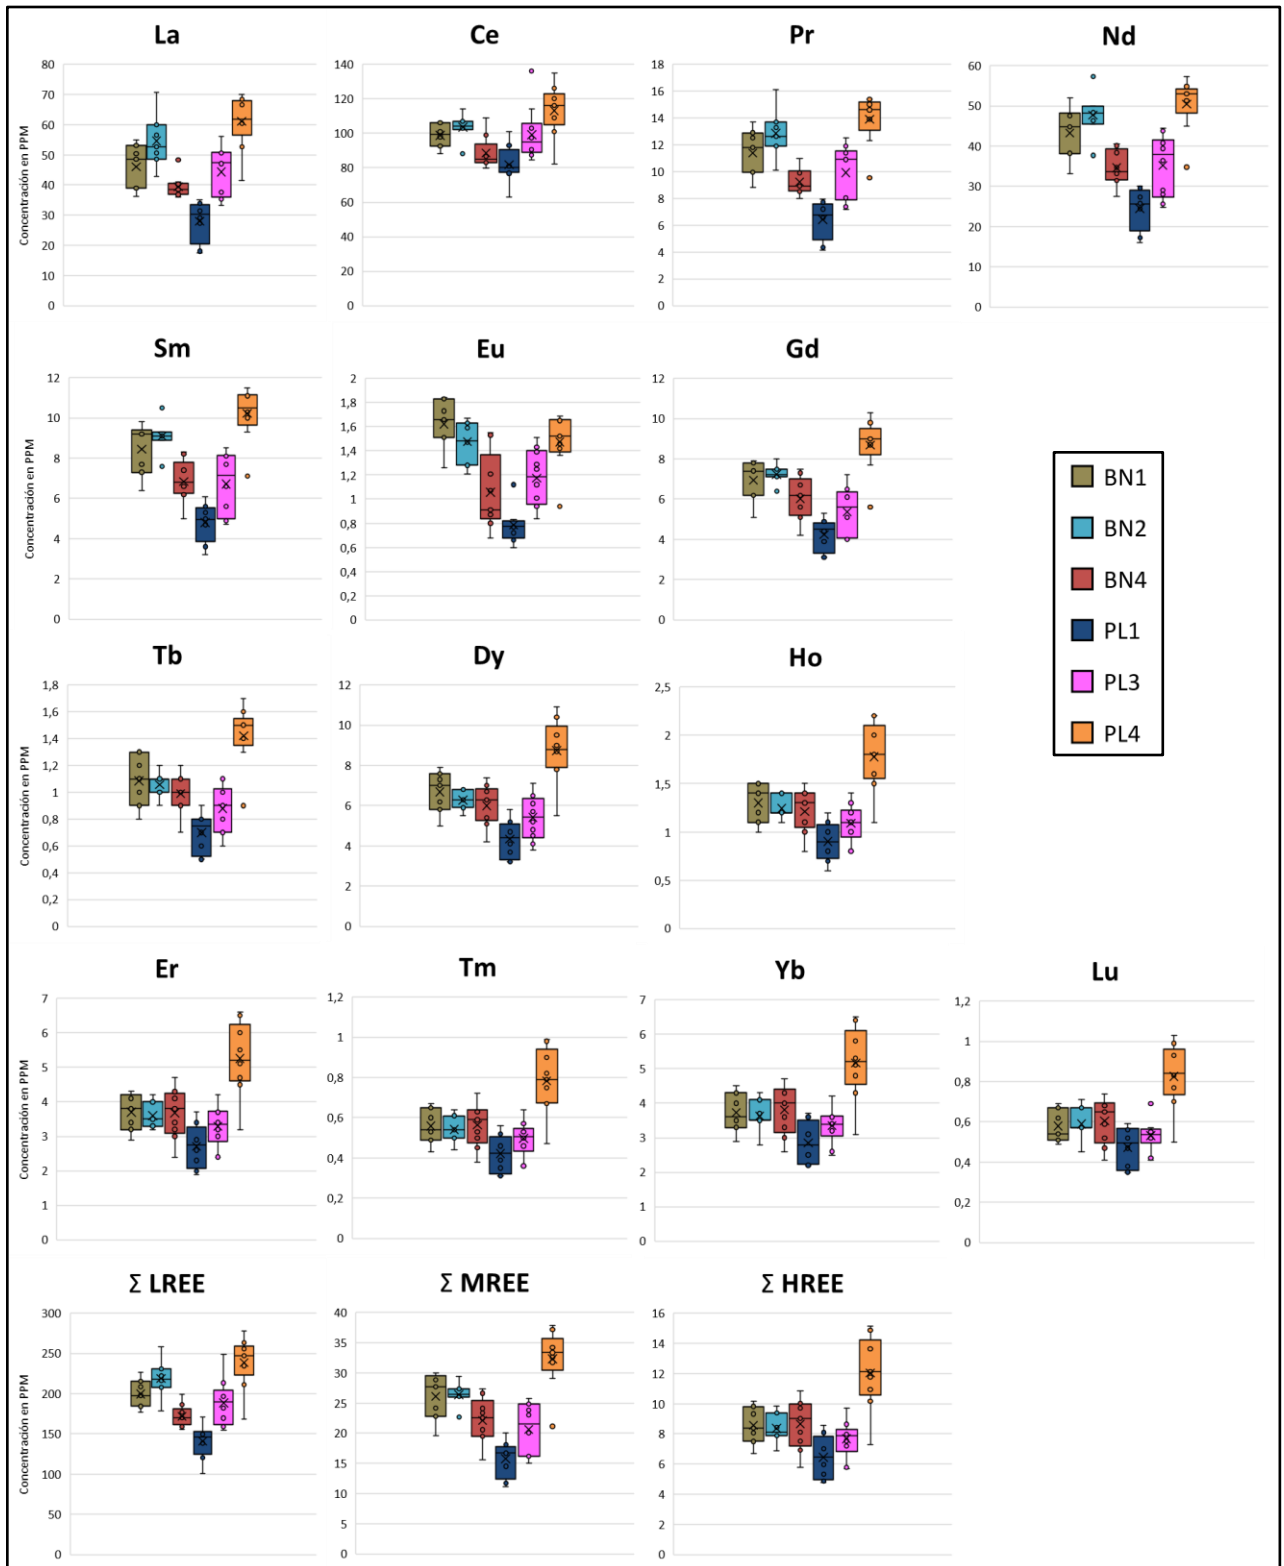 La Ce Pr Nd
Concentración en PPM
80 70 60 50 40 30 20 10 0
140 120 100 80 60 40 20 0
18 16 14 12 10 8 6 4 2 0
60 50 40 30 20 10 0
Sm Eu Gd
Concentración en PPM
12 10 8 6 4 2 0
2 1,8 1,6 1,4 1,2 1 0,8 0,6 0,4 0,2 0
12 10 8 6 4 2 0
BN1
BN2
BN4
PL1
PL3
PL4
Tb Dy Ho
Concentración en PPM
1,8 1,6 1,4 1,2 1 0,8 0,6 0,4 0,2 0
12 10 8 6 4 2 0
2,5 2 1,5 1 0,5 0
Er Tm Yb Lu
Concentración en PPM
7 6 5 4 3 2 1 0
1,2 1 0,8 0,6 0,4 0,2 0
7 6 5 4 3 2 1 0
1,2 1 0,8 0,6 0,4 0,2 0
Σ LREE Σ MREE Σ HREE
Concentración en PPM
300 250 200 150 100 50 0
40 35 30 25 20 15 10 5 0
16 14 12 10 8 6 4 2 0